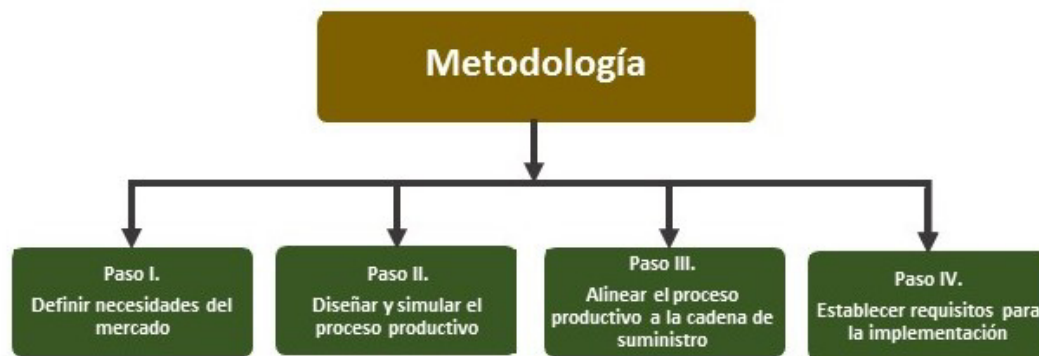 Metodología
Paso I.
Definir necesidades del
mercado
Paso II.
Diseñar y simular el
proceso productivo
Paso III.
Alinear el proceso
productivo a la cadena de
suministro
Paso IV.
Establecer requisitos para
la implementación